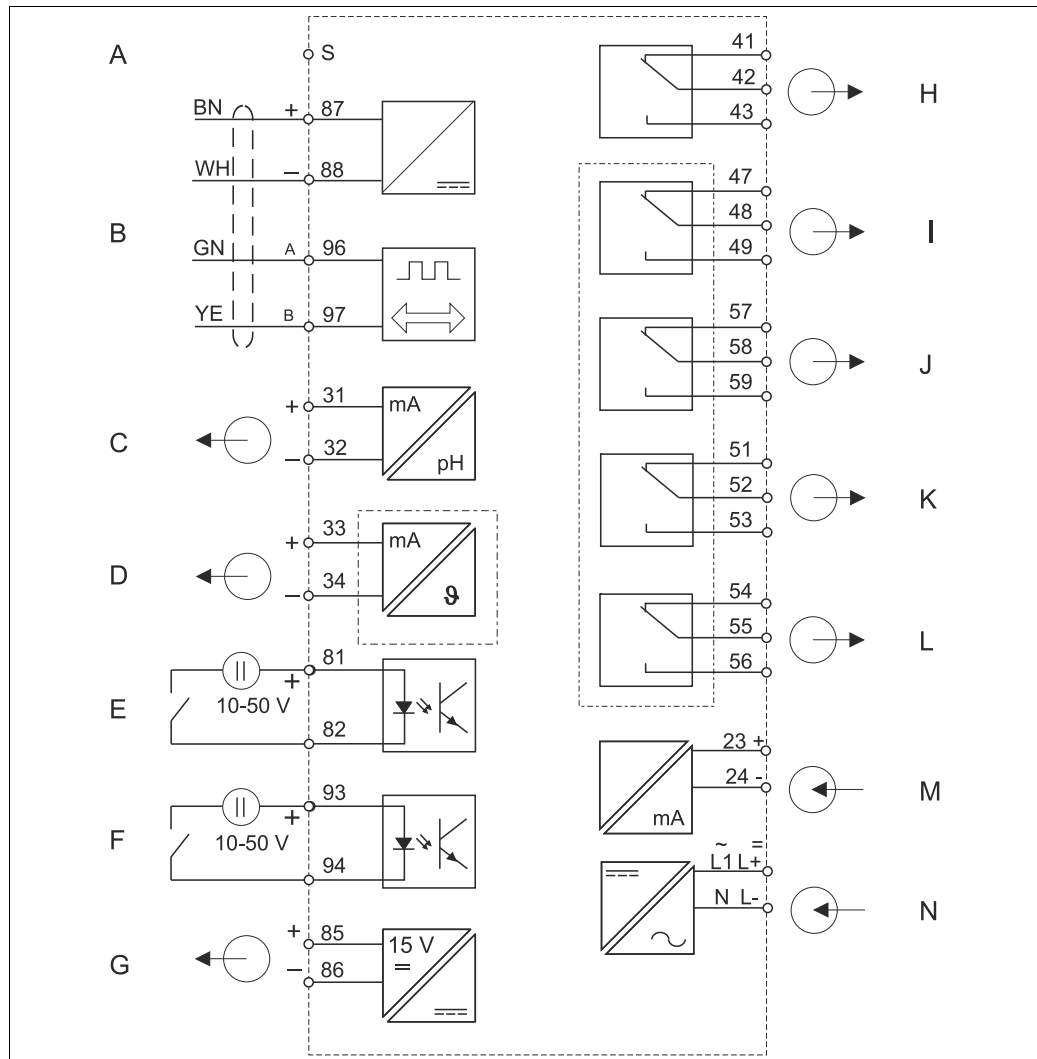 A
S
BN + 87
WH – 88
B
GN A 96
YE B 97
C
+ 31 mA
– 32 pH
D
+ 33 mA
– 34 ϑ
E
81
+
10-50 V
82
F
93
+
10-50 V
94
G
+ 85 15 V
=
– 86
41
42
43
H
47
48
49
I
57
58
59
J
51
52
53
K
54
55
56
L
23 +
24 -
mA
M
~ =
L1 L+
N L-
N